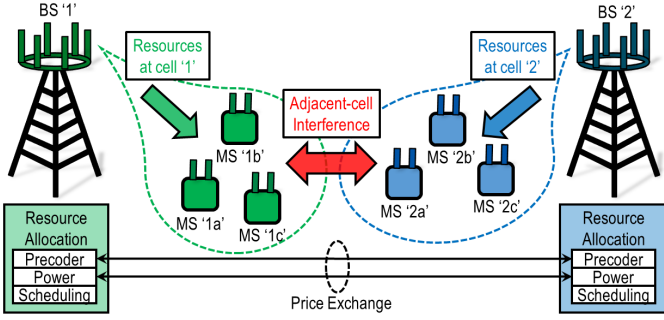 BS ‘1’
BS ‘2’
Resources
at cell ‘1’
Resources
at cell ‘2’
Adjacent-cell
Interference
MS ‘1b’
MS ‘2b’
MS ‘1a’
MS ‘1c’
MS ‘2a’
MS ‘2c’
Resource
Allocation
Precoder
Power
Scheduling
Resource
Allocation
Precoder
Power
Scheduling
Price Exchange